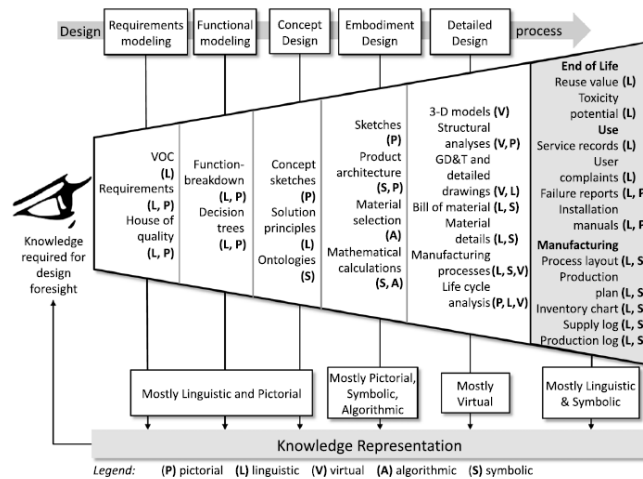 Design
Requirements
modeling
Functional
modeling
Concept
Design
Embodiment
Design
Detailed
Design
process
VOC
(L)
Requirements
(L, P)
House of
quality
(L, P)
Function-
breakdown
(L, P)
Decision
trees
(L, P)
Concept
sketches
(P)
Solution
principles
(L)
Ontologies
(S)
Sketches
(P)
Product
architecture
(S, P)
Material
selection
(A)
Mathematical
calculations
(S, A)
3-D models (V)
Structural
analyses (V, P)
GD&T and
detailed
drawings (V, L)
Bill of material (L, S)
Material
details (L, S)
Manufacturing
processes (L, S, V)
Life cycle
analysis (P, L, V)
End of Life
Reuse value (L)
Toxicity
potential (L)
Use
Service records (L)
User
complaints (L)
Failure reports (L, P
Installation
manuals (L, P
Manufacturing
Process layout (L, S
Production
plan (L, S
Inventory chart (L, S
Supply log (L, S
Production log (L, S
Knowledge
required for
design
foresight
Mostly Linguistic and Pictorial
Mostly Pictorial,
Symbolic,
Algorithmic
Mostly
Virtual
Mostly Linguistic
& Symbolic
Knowledge Representation
Legend: (P) pictorial (L) linguistic (V) virtual (A) algorithmic (S) symbolic